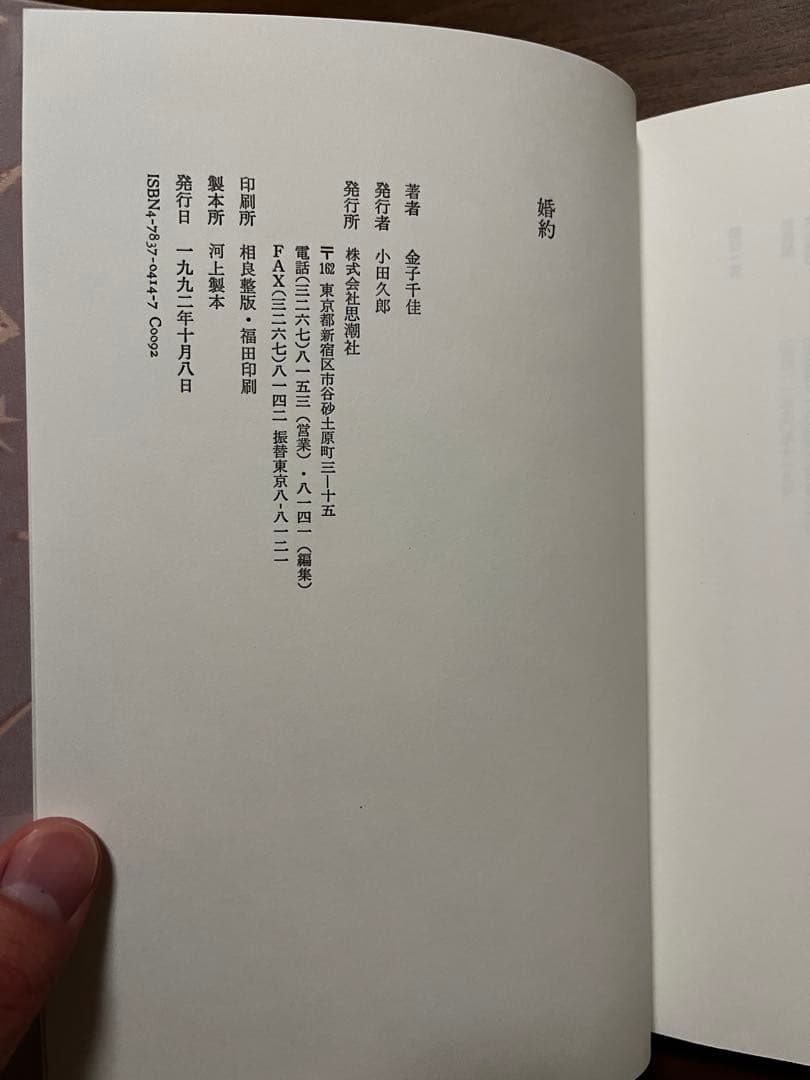 婚約
著者 金子千佳
発行者 小田久郎
発行所 株式会社思潮社
〒162 東京都新宿区市谷砂土原町三ー十五
電話(三二六七)八一五三(営業)・八一四一(編集)
FAX(三二六七)八一四二 振替東京八-八一二一
印刷所 相良整版・福田印刷
製本所 河上製本
発行日 一九九二年十月八日
ISBN4-7837-0414-7 C0092